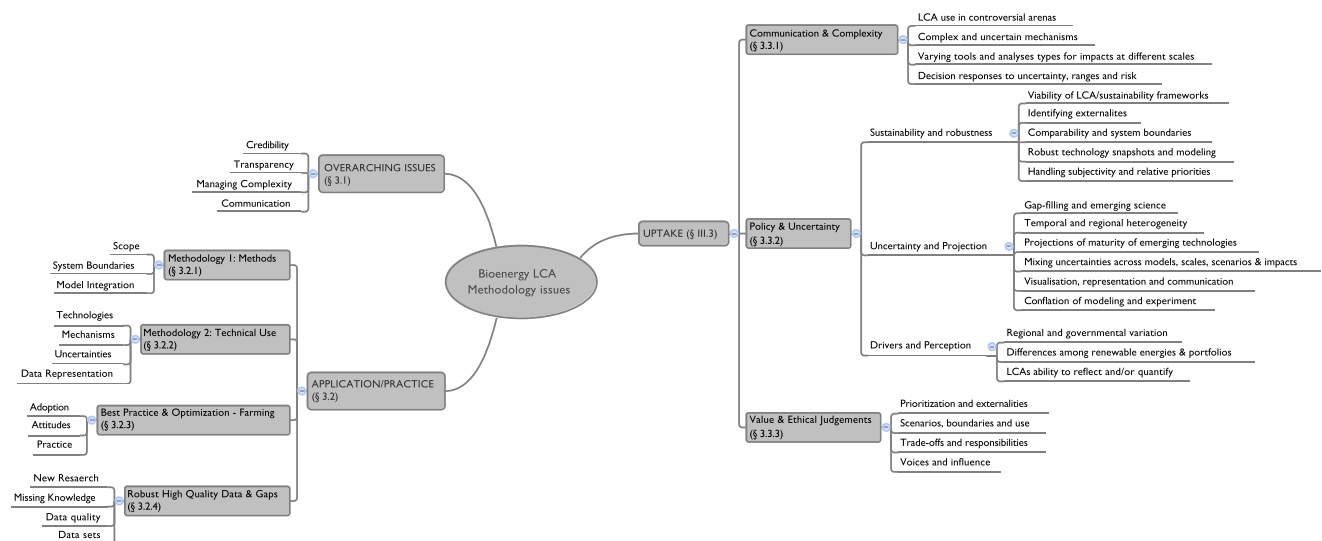 Bioenergy LCA
Methodology issues
OVERARCHING ISSUES
(§ 3.1)
Credibility
Transparency
Managing Complexity
Communication
APPLICATION/PRACTICE
(§ 3.2)
Methodology 1: Methods
(§ 3.2.1)
Scope
System Boundaries
Model Integration
Methodology 2: Technical Use
(§ 3.2.2)
Technologies
Mechanisms
Uncertainties
Data Representation
Best Practice & Optimization - Farming
(§ 3.2.3)
Adoption
Attitudes
Practice
Robust High Quality Data & Gaps
(§ 3.2.4)
New Resaerch
Missing Knowledge
Data quality
Data sets
UPTAKE (§ III.3)
Communication & Complexity
(§ 3.3.1)
LCA use in controversial arenas
Complex and uncertain mechanisms
Varying tools and analyses types for impacts at different scales
Decision responses to uncertainty, ranges and risk
Policy & Uncertainty
(§ 3.3.2)
Sustainability and robustness
Viability of LCA/sustainability frameworks
Identifying externalites
Comparability and system boundaries
Robust technology snapshots and modeling
Handling subjectivity and relative priorities
Uncertainty and Projection
Gap-filling and emerging science
Temporal and regional heterogeneity
Projections of maturity of emerging technologies
Mixing uncertainties across models, scales, scenarios & impacts
Visualisation, representation and communication
Conflation of modeling and experiment
Drivers and Perception
Regional and governmental variation
Differences among renewable energies & portfolios
LCAs ability to reflect and/or quantify
Value & Ethical Judgements
(§ 3.3.3)
Prioritization and externalities
Scenarios, boundaries and use
Trade-offs and responsibilities
Voices and influence